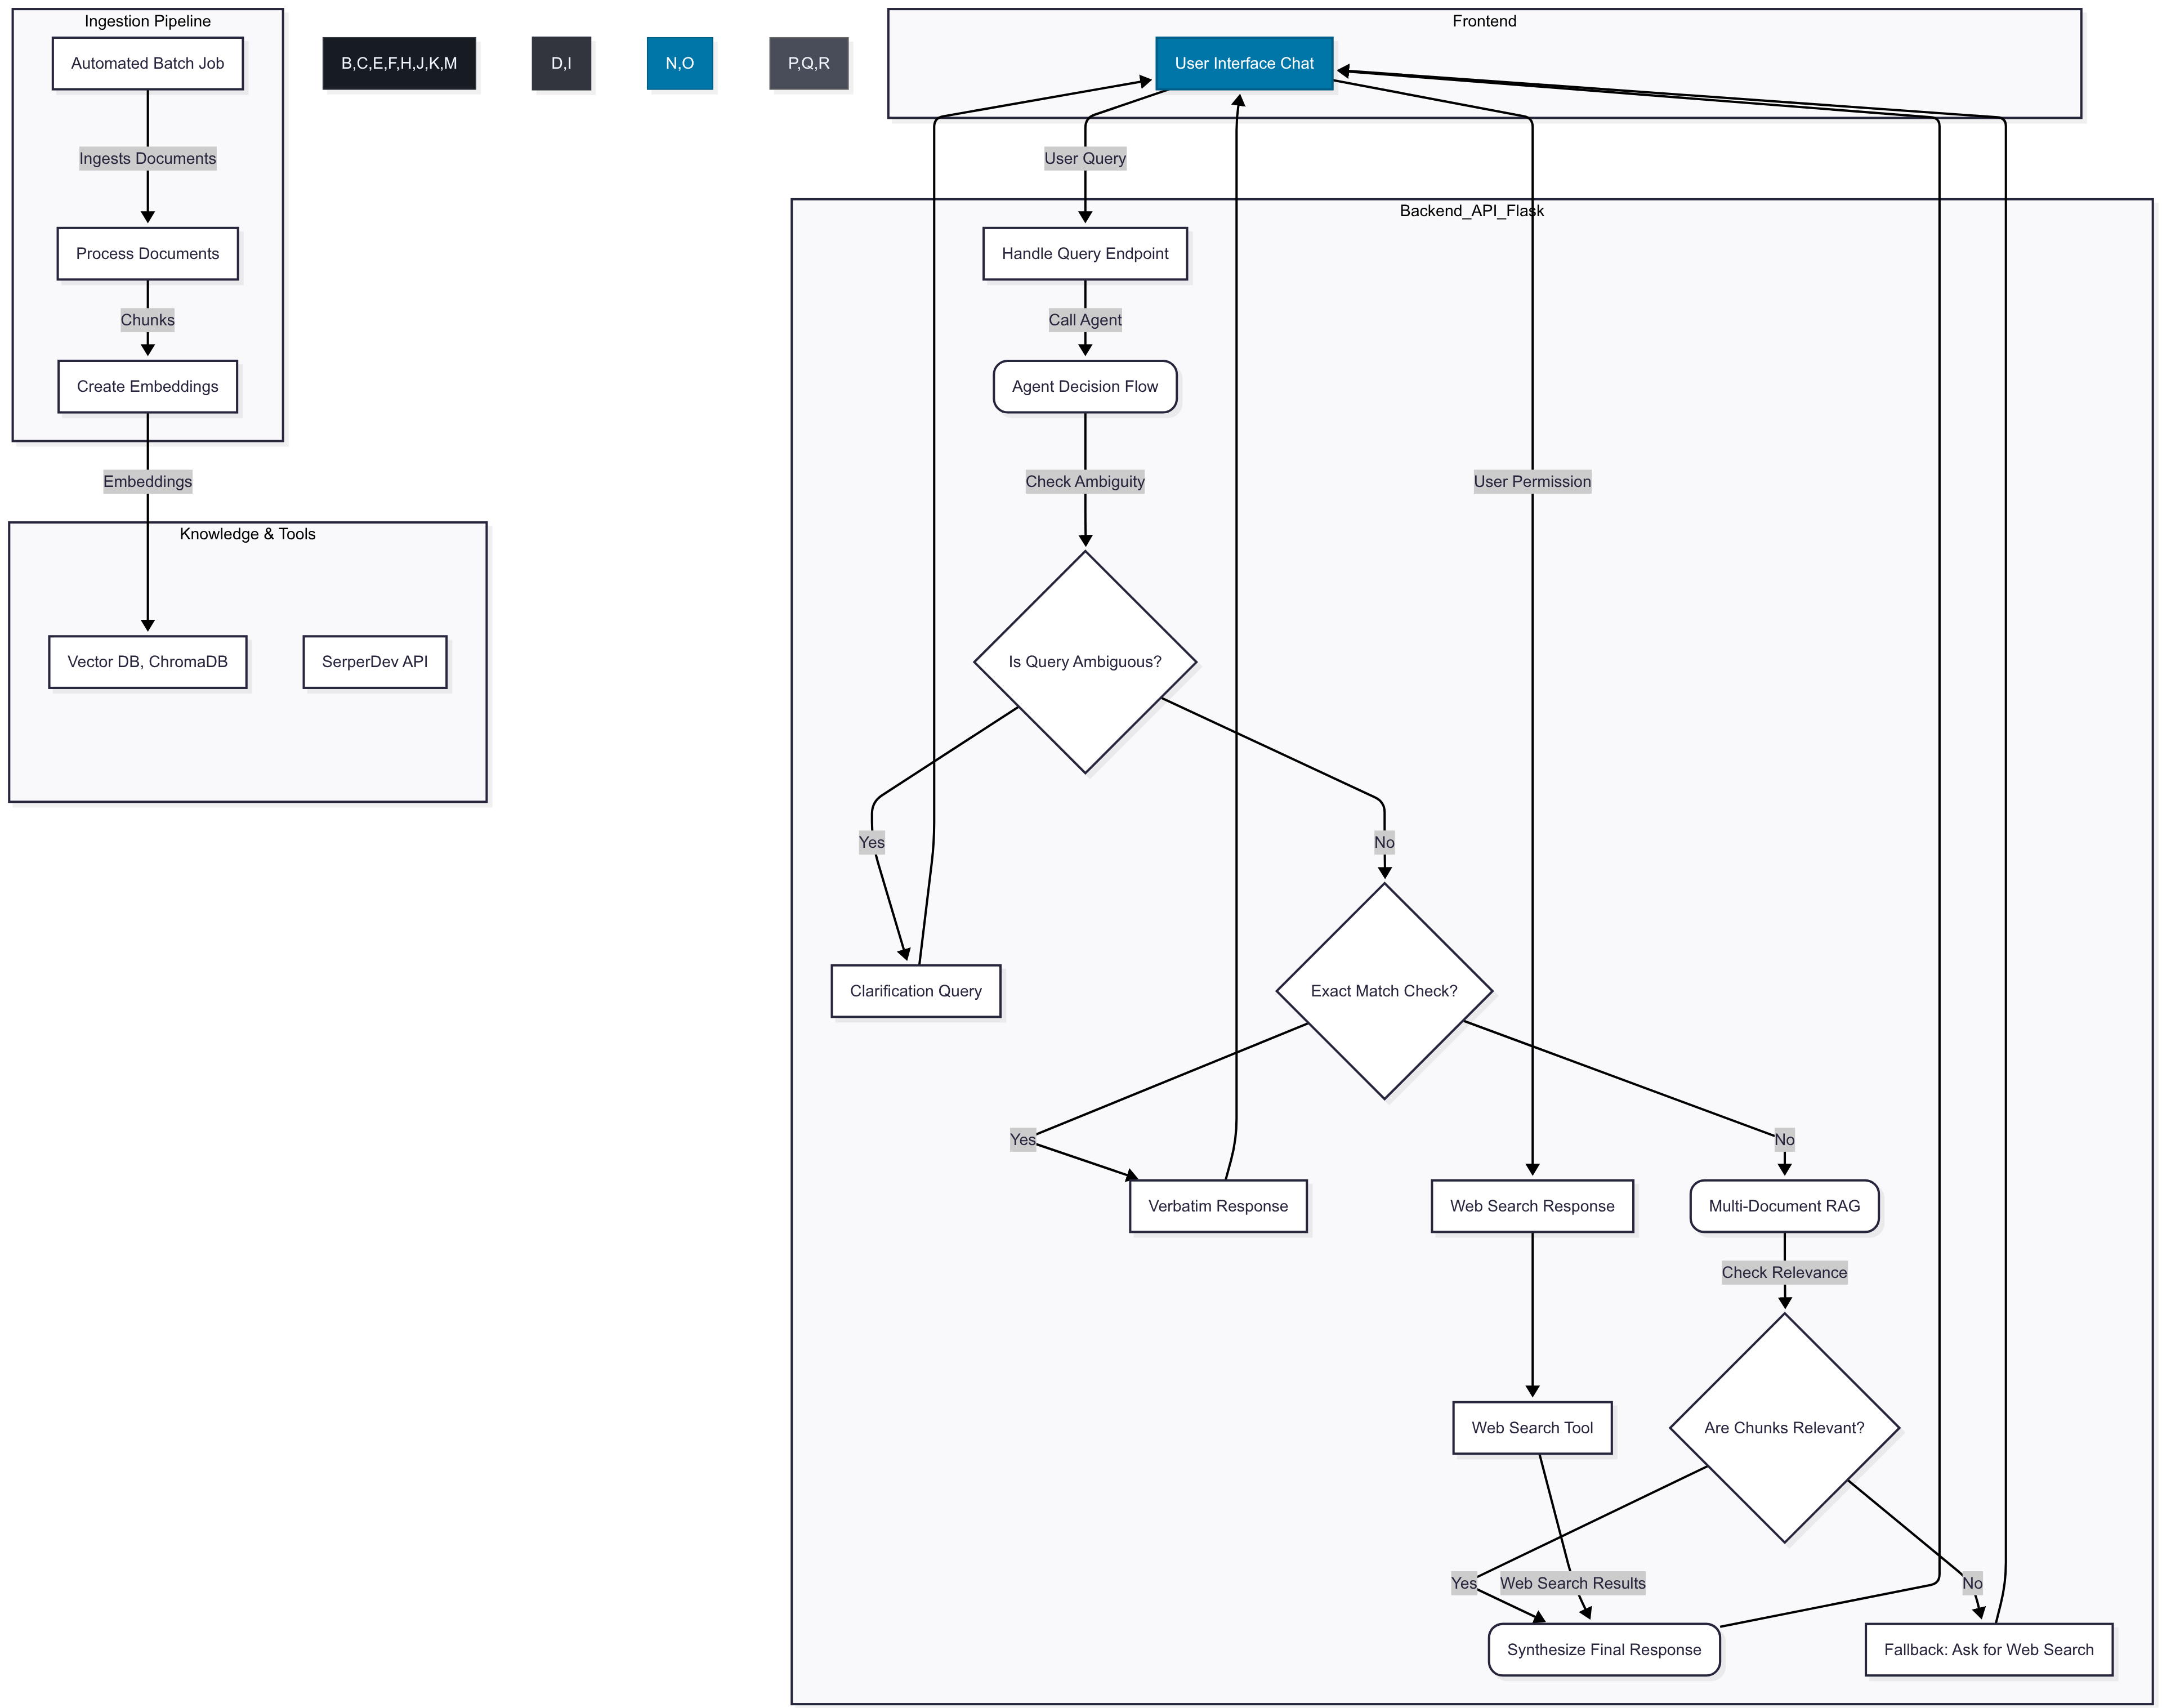 Ingestion Pipeline
Automated Batch Job
Ingests Documents
Process Documents
Chunks
Create Embeddings
Embeddings
Knowledge & Tools
Vector DB, ChromaDB
SerperDev API
B,C,E,F,H,J,K,M
D,I
N,O
P,Q,R
Frontend
User Interface Chat
User Query
User Permission
Backend_API_Flask
Handle Query Endpoint
Call Agent
Agent Decision Flow
Check Ambiguity
Is Query Ambiguous?
Yes
No
Clarification Query
Exact Match Check?
Yes
No
Verbatim Response
Web Search Response
Multi-Document RAG
Check Relevance
Web Search Tool
Are Chunks Relevant?
Yes
Web Search Results
No
Synthesize Final Response
Fallback: Ask for Web Search